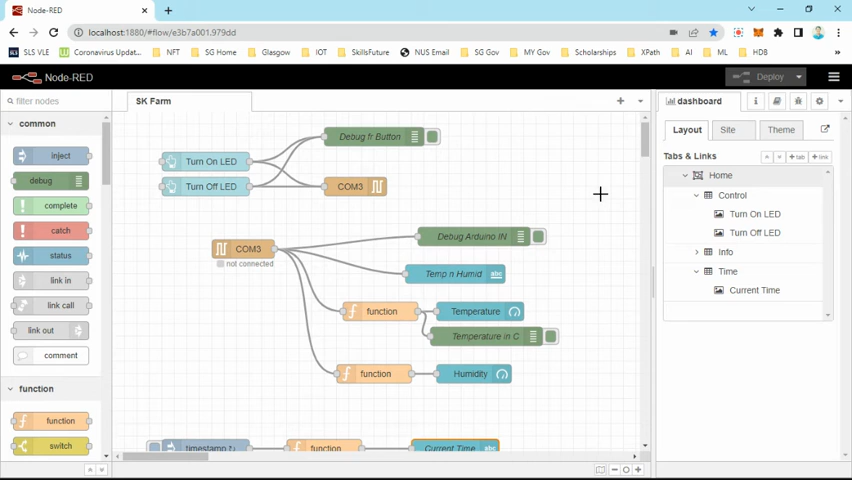 Node-RED
localhost:1880/#flow/e3b7a001.979dd
SLS VLE
Coronavirus Updat...
NFT
SG Home
Glasgow
IOT
SkillsFuture
NUS Email
SG Gov
MY Gov
Scholarships
XPath
AI
ML
HDB
Node-RED
Deploy
filter nodes
SK Farm
dashboard
common
Debug fr Button
Layout
Site
Theme
inject
Turn On LED
Tabs & Links
tab
link
debug
Turn Off LED
COM3
Home
complete
Control
catch
Turn On LED
status
COM3
Debug Arduino IN
Turn Off LED
not connected
Info
link in
Temp n Humid
Time
link call
function
Temperature
Current Time
link out
Temperature in C
comment
function
Humidity
function
function
timestamp ↻
function
Current Time
abc
switch
abc